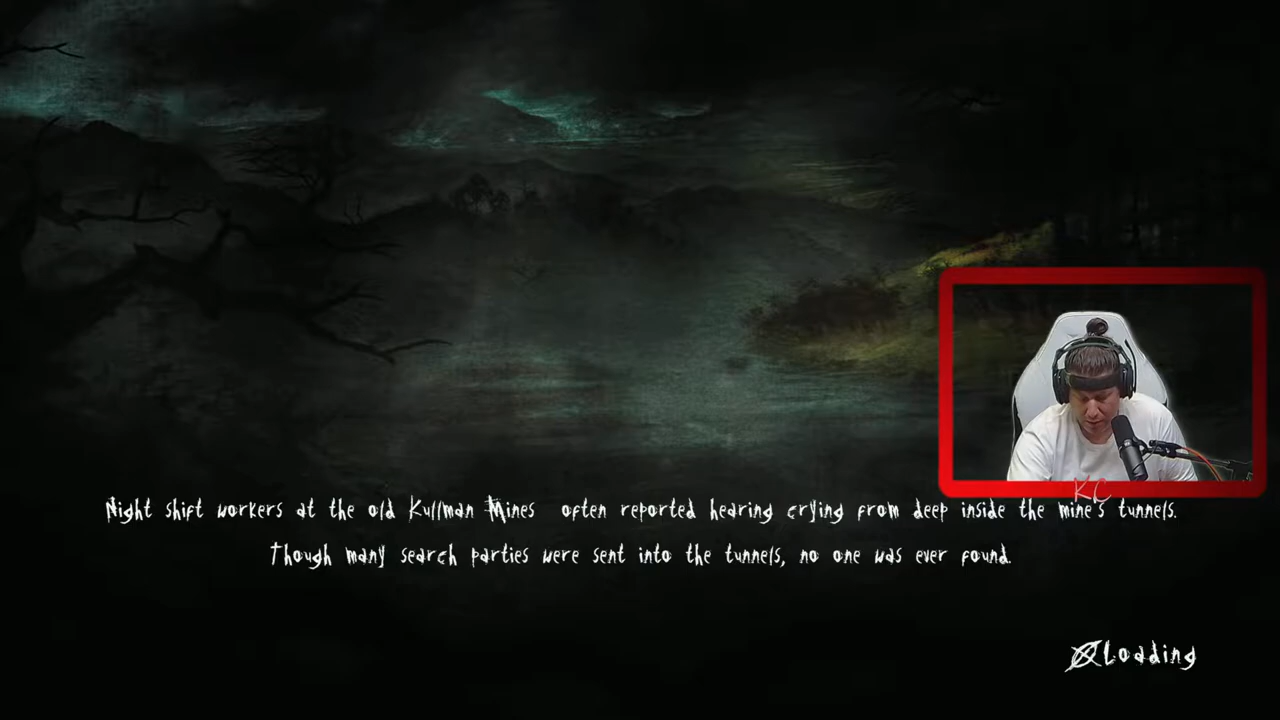 KC
Night shift workers at the old Kullman Mines often reported hearing crying from deep inside the mine's tunnels.
Though many search parties were sent into the tunnels, no one was ever found.
Loading